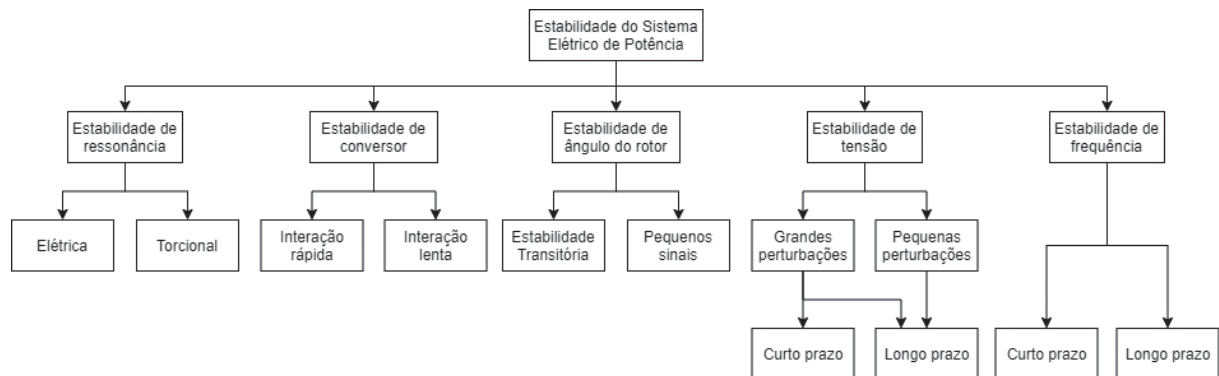 Estabilidade do Sistema
Elétrico de Potência
Estabilidade de
ressonância
Estabilidade de
conversor
Estabilidade de
ângulo do rotor
Estabilidade de
tensão
Estabilidade de
frequência
Elétrica
Torcional
Interação
rápida
Interação
lenta
Estabilidade
Transitória
Pequenos
sinais
Grandes
perturbações
Pequenas
perturbações
Curto prazo
Longo prazo
Curto prazo
Longo prazo